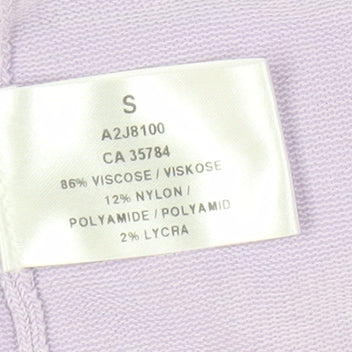 S
A2J8100
CA 35784
86% VISCOSE / VISKOSE
12% NYLON /
POLYAMIDE / POLYAMID
2% LYCRA